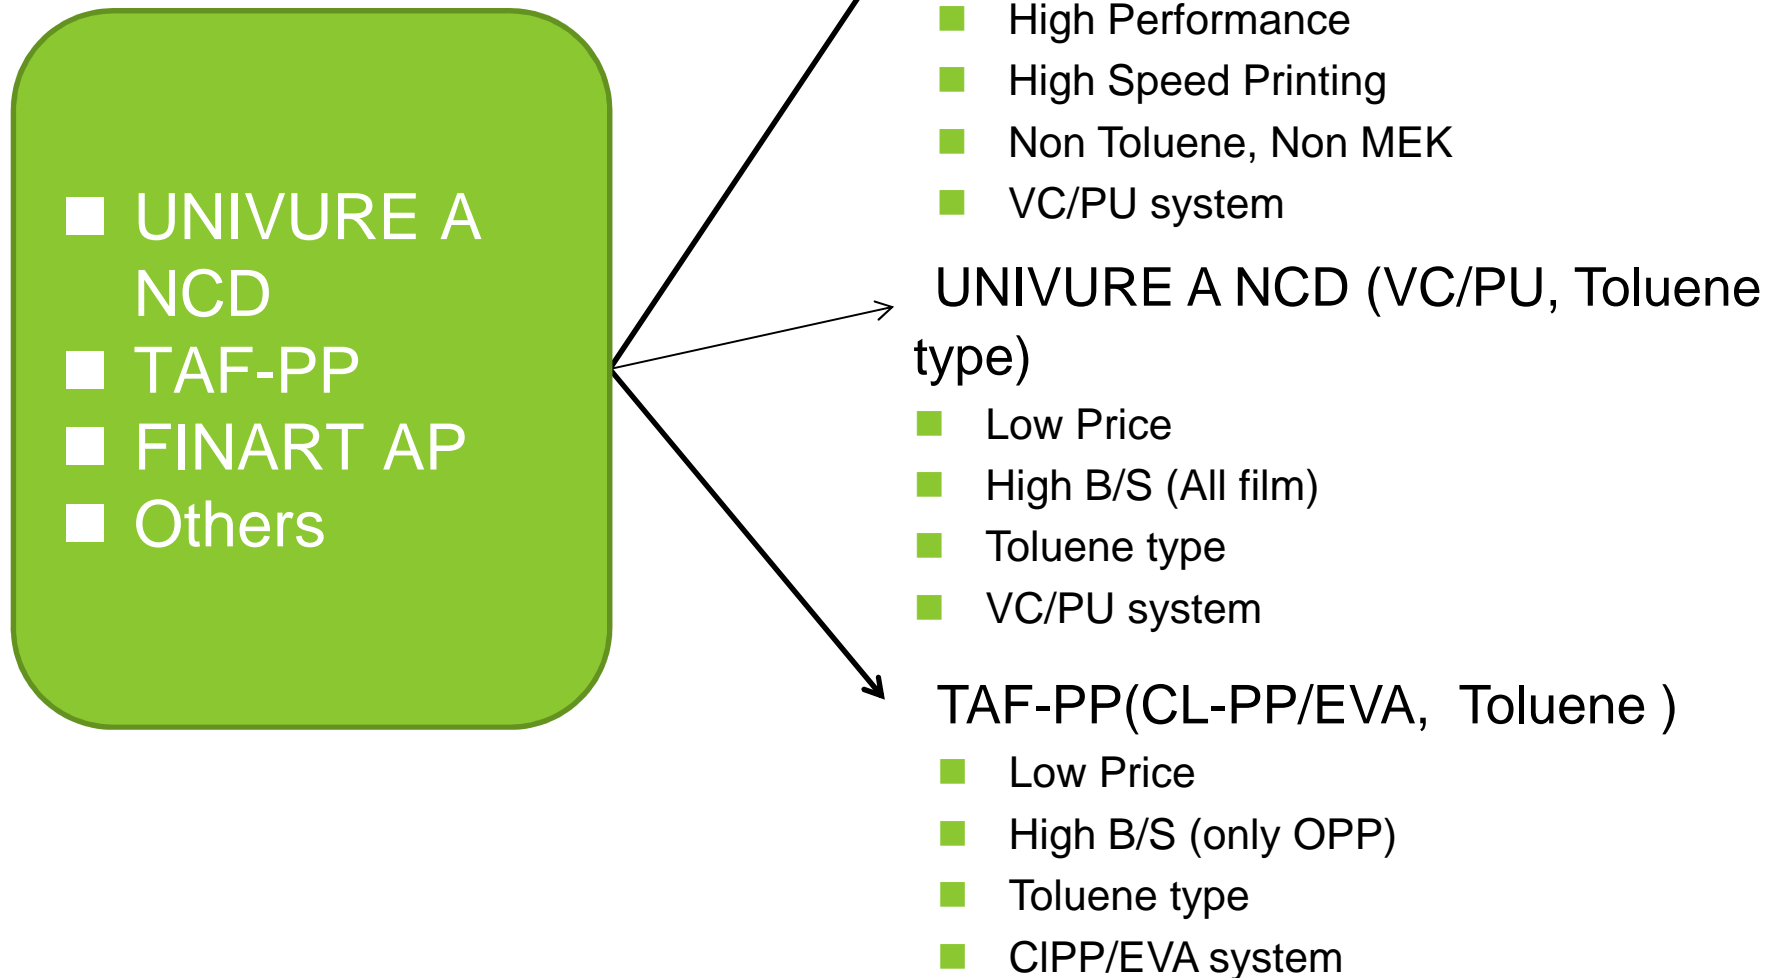 UNIVURE A
NCD
TAF-PP
FINART AP
Others
High Performance
High Speed Printing
Non Toluene, Non MEK
VC/PU system
UNIVURE A NCD (VC/PU, Toluene
type)
Low Price
High B/S (All film)
Toluene type
VC/PU system
TAF-PP(CL-PP/EVA, Toluene )
Low Price
High B/S (only OPP)
Toluene type
ClPP/EVA system